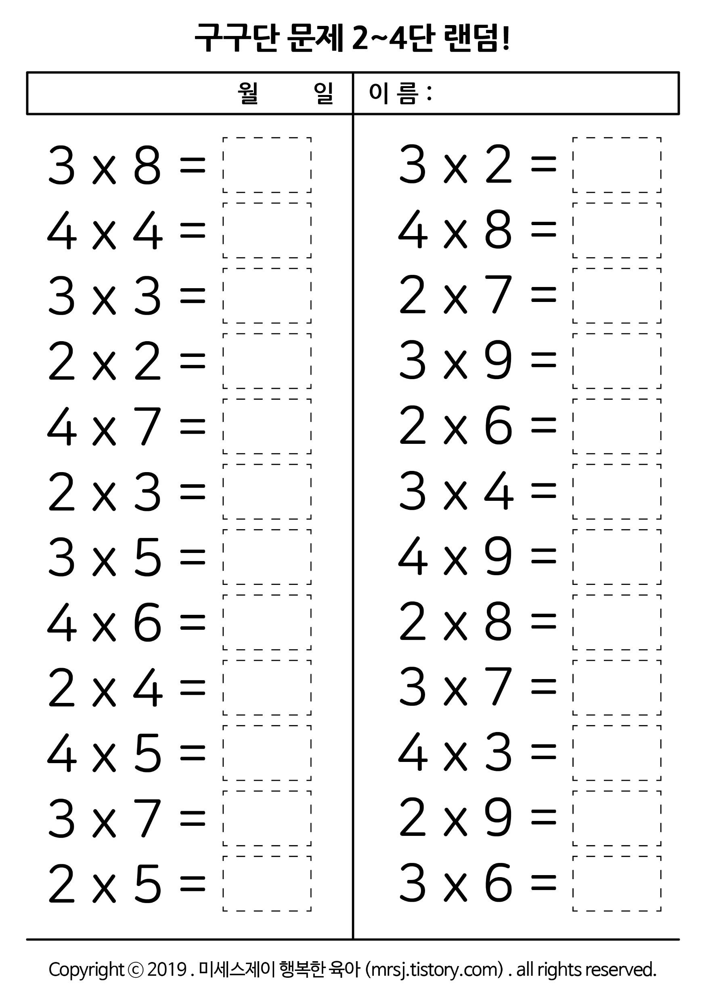 구구단 문제 2~4단 랜덤!
월 일
이 름 :
3 x 8 =
4 x 4 =
3 x 3 =
2 x 2 =
4 x 7 =
2 x 3 =
3 x 5 =
4 x 6 =
2 x 4 =
4 x 5 =
3 x 7 =
2 x 5 =
3 x 2 =
4 x 8 =
2 x 7 =
3 x 9 =
2 x 6 =
3 x 4 =
4 x 9 =
2 x 8 =
3 x 7 =
4 x 3 =
2 x 9 =
3 x 6 =
Copyright ⓒ 2019 . 미세스제이 행복한 육아 (mrsj.tistory.com) . all rights reserved.